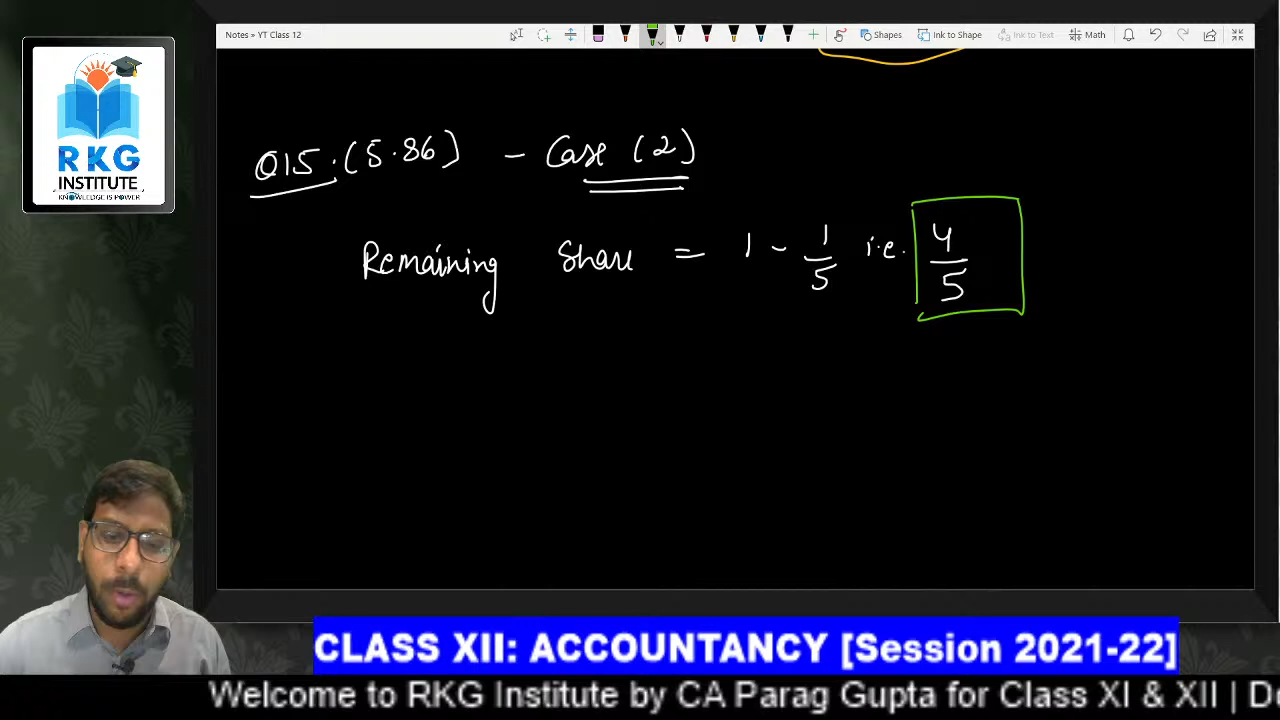 Notes » YT Class 12
Shapes
Ink to Shape
Ink to Text
Math
RKG
INSTITUTE
KNOWLEDGE IS POWER
Q15. (5.86) - Case (2)
Remaining Share = 1 - 1/5 i.e. 4/5
CLASS XII: ACCOUNTANCY [Session 2021-22]
Welcome to RKG Institute by CA Parag Gupta for Class XI & XII | De